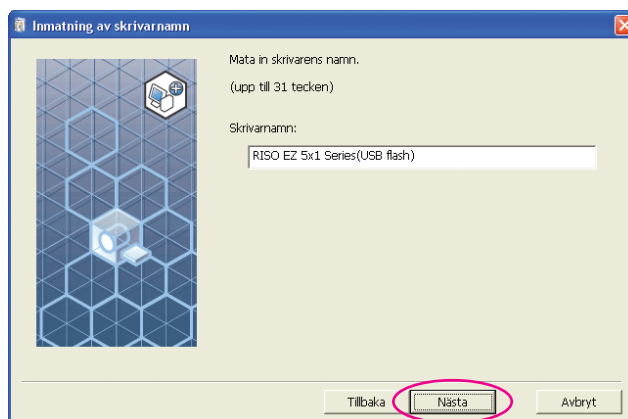 Inmatning av skrivarnamn
Mata in skrivarens namn.
(upp till 31 tecken)
Skrivarnamn:
RISO EZ 5x1 Series(USB flash)
Tillbaka
Nästa
Avbryt